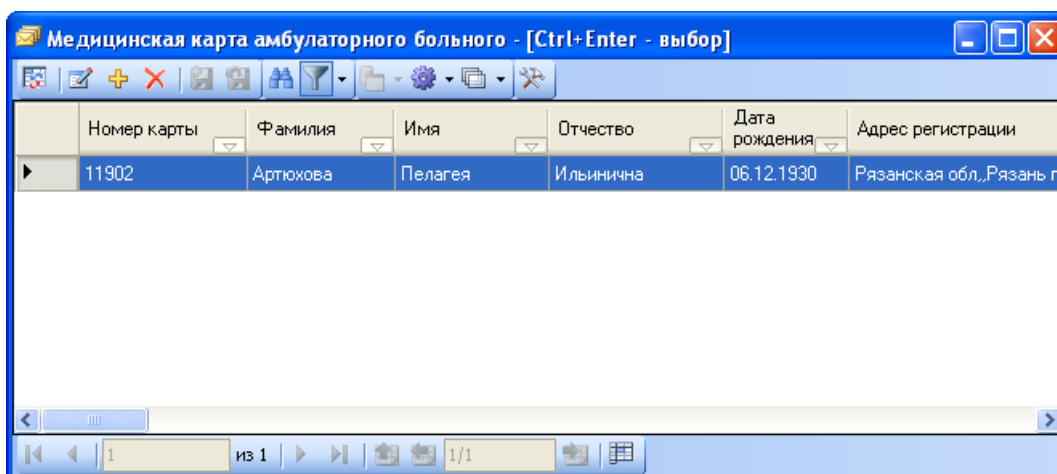 Медицинская карта амбулаторного больного - [Ctrl+Enter - выбор]
Номер карты Фамилия Имя Отчество Дата рождения Адрес регистрации
11902 Артюхова Пелагея Ильинична 06.12.1930 Рязанская обл,,Рязань г
1 из 1 1/1